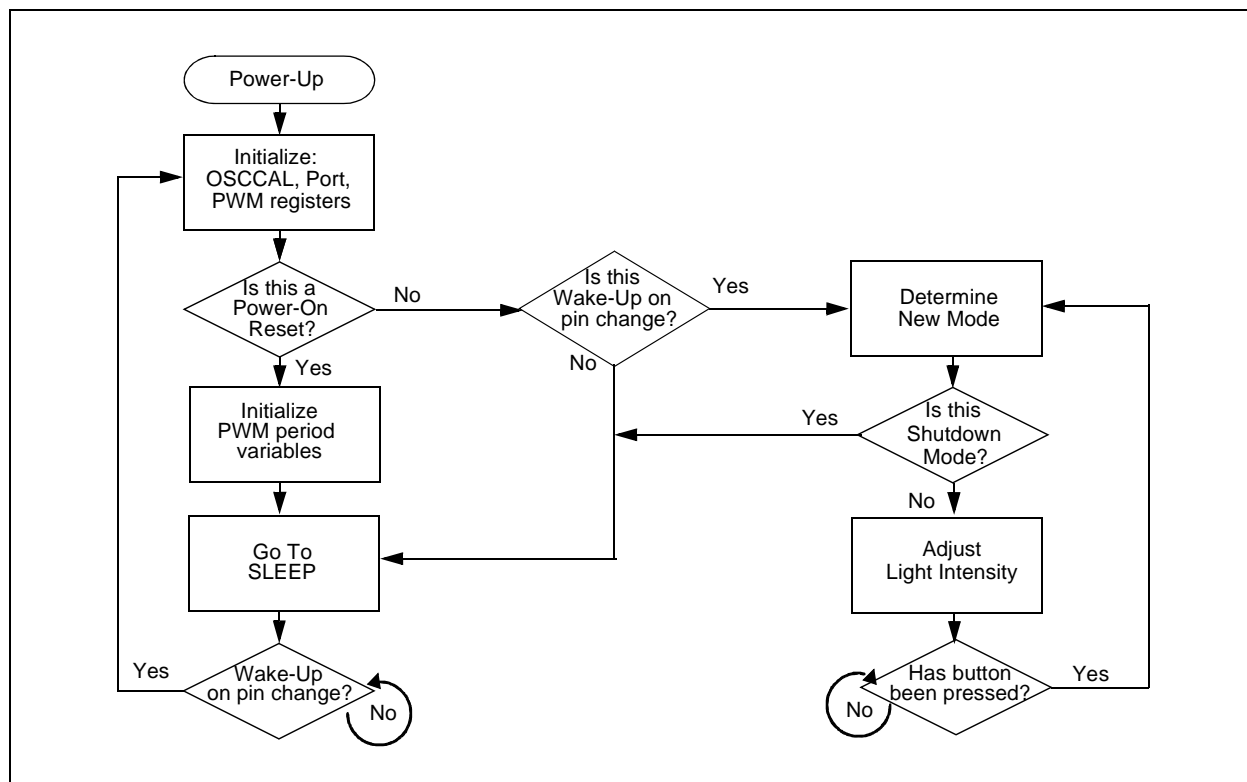 Power-Up
Initialize:
OSCCAL, Port,
PWM registers
Is this a
Power-On
Reset?
No
Yes
Is this
Wake-Up on
pin change?
Yes
No
Determine
New Mode
Initialize
PWM period
variables
Is this
Shutdown
Mode?
Yes
No
Go To
SLEEP
Adjust
Light Intensity
Wake-Up
on pin change?
Yes
No
Has button
been pressed?
Yes
No